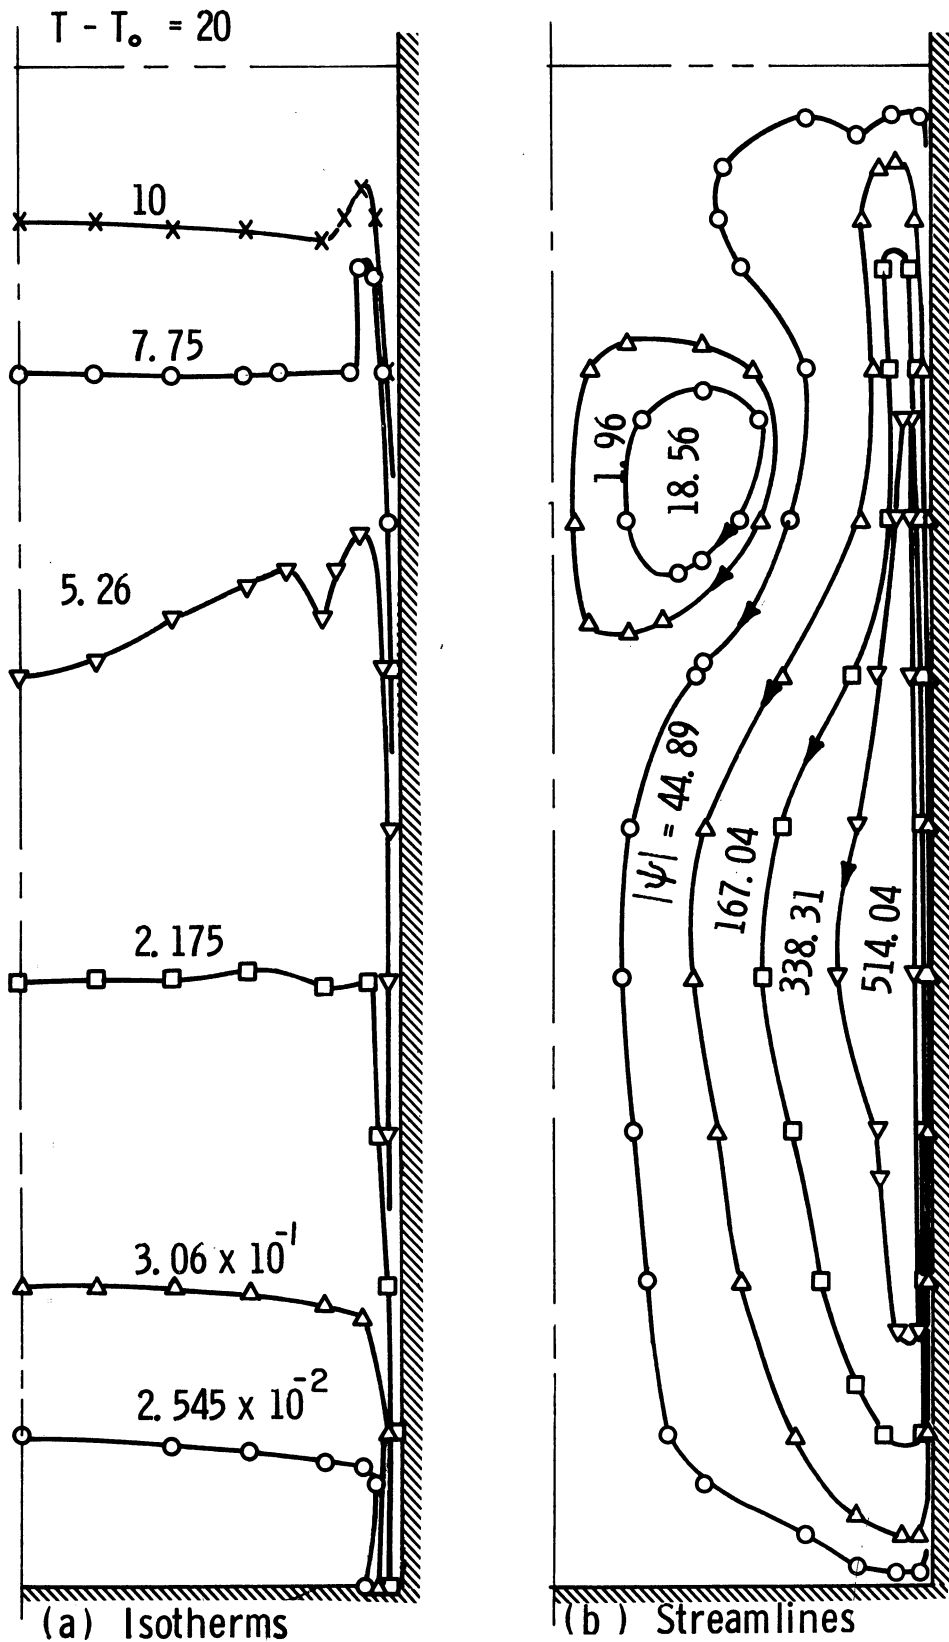 T - T₀ = 20
10
7.75
5.26
2.175
3.06 x 10⁻¹
2.545 x 10⁻²
(a) Isotherms
1.96
18.56
|ψ| = 44.89
167.04
338.31
514.04
(b) Streamlines